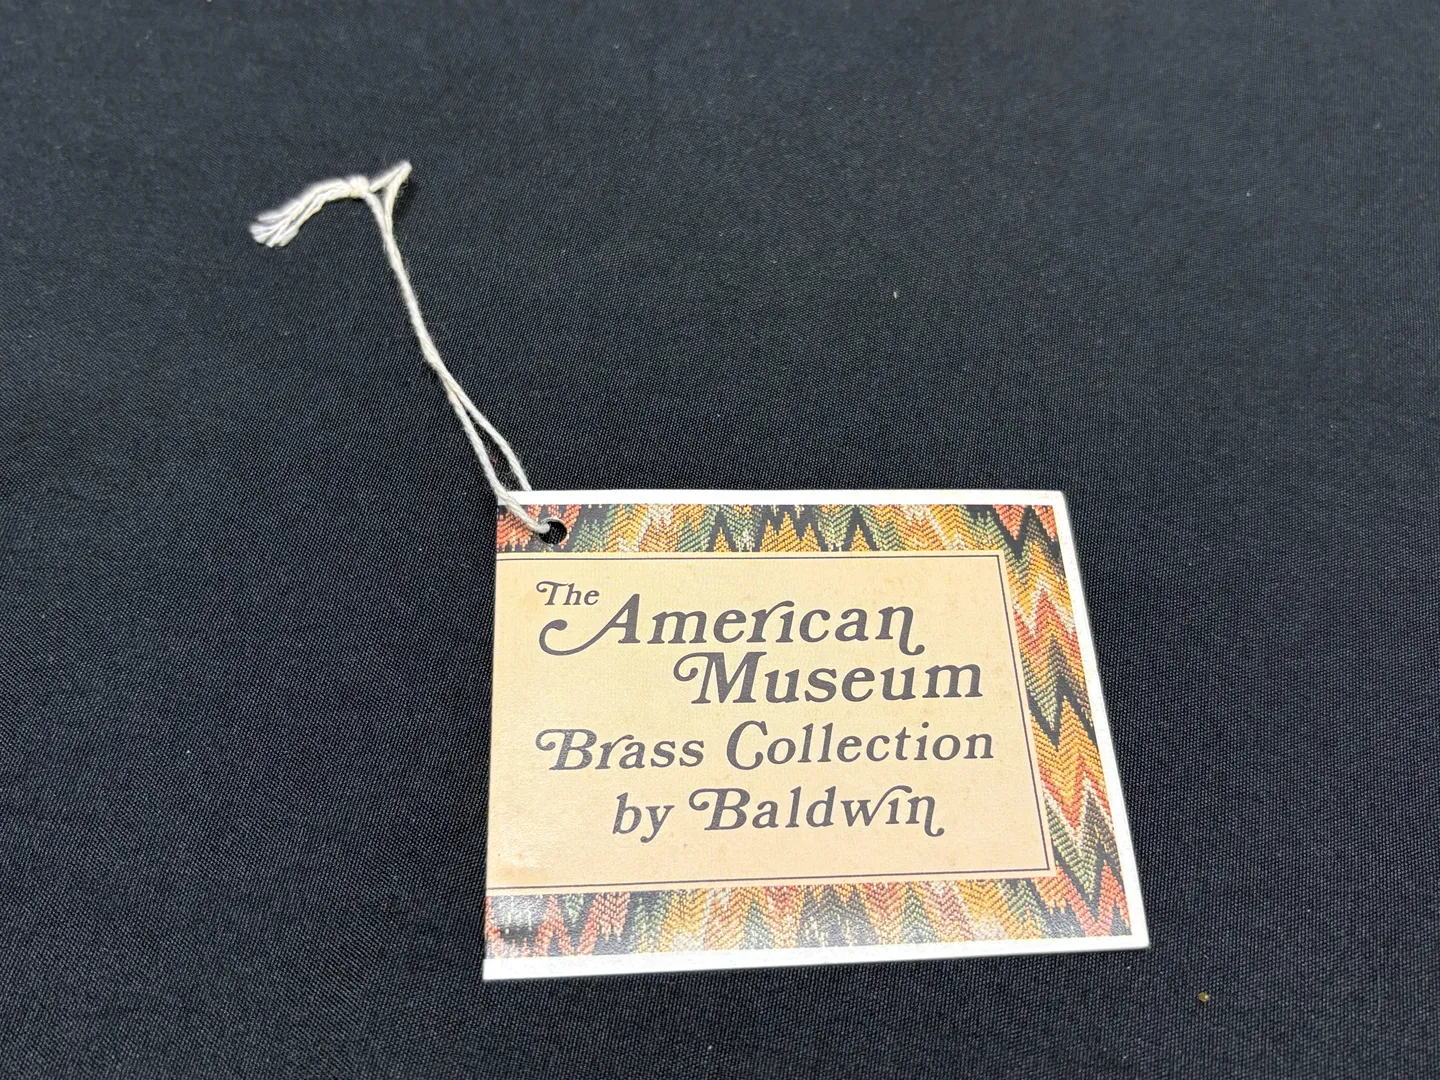 The
American
Museum
Brass Collection
by Baldwin